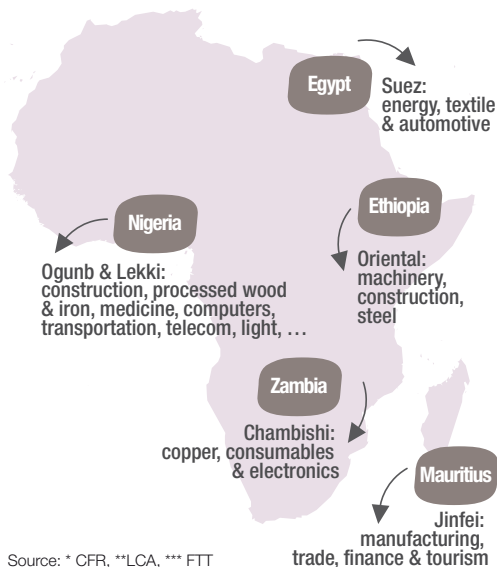 Egypt
Suez:
energy, textile
& automotive
Nigeria
Ogunb & Lekki:
construction, processed wood
& iron, medicine, computers,
transportation, telecom, light, …
Ethiopia
Oriental:
machinery,
construction,
steel
Zambia
Chambishi:
copper, consumables
& electronics
Mauritius
Jinfei:
manufacturing,
trade, finance & tourism
Source: * CFR, **LCA, *** FTT